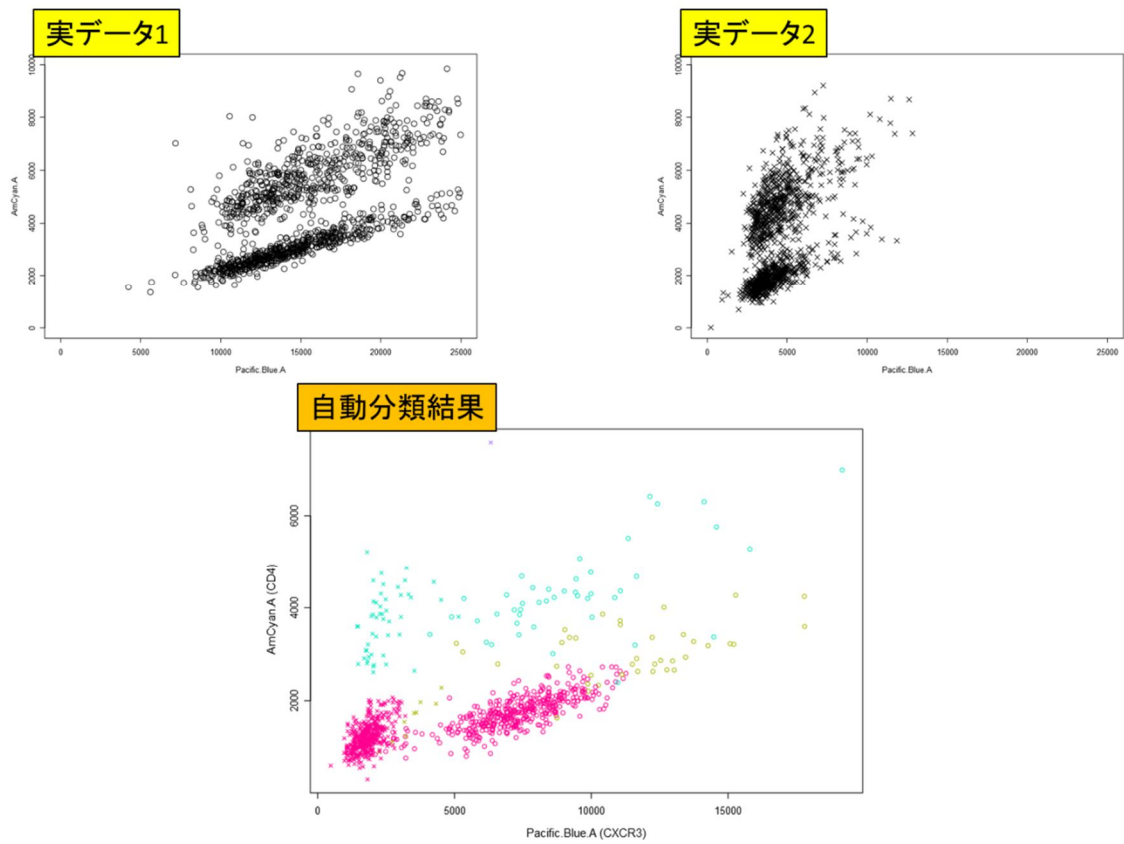 実データ1
実データ2
10000
8000
6000
4000
2000
0
AmCyan.A
0 5000 10000 15000 20000 25000
Pacific.Blue.A
10000
8000
6000
4000
2000
0
AmCyan.A
0 5000 10000 15000 20000 25000
Pacific.Blue.A
自動分類結果
6000
4000
2000
AmCyan.A (CD4)
0 5000 10000 15000
Pacific.Blue.A (CXCR3)